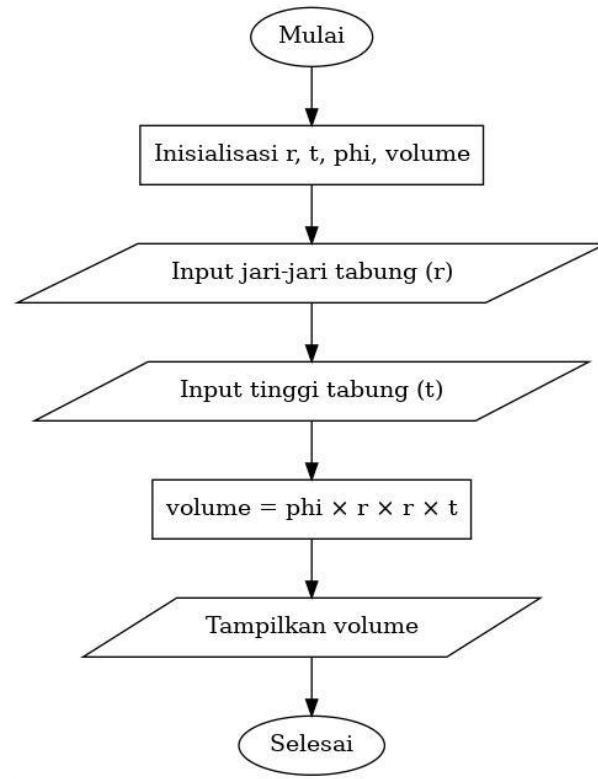 Mulai
Inisialisasi r, t, phi, volume
Input jari-jari tabung (r)
Input tinggi tabung (t)
volume = phi × r × r × t
Tampilkan volume
Selesai